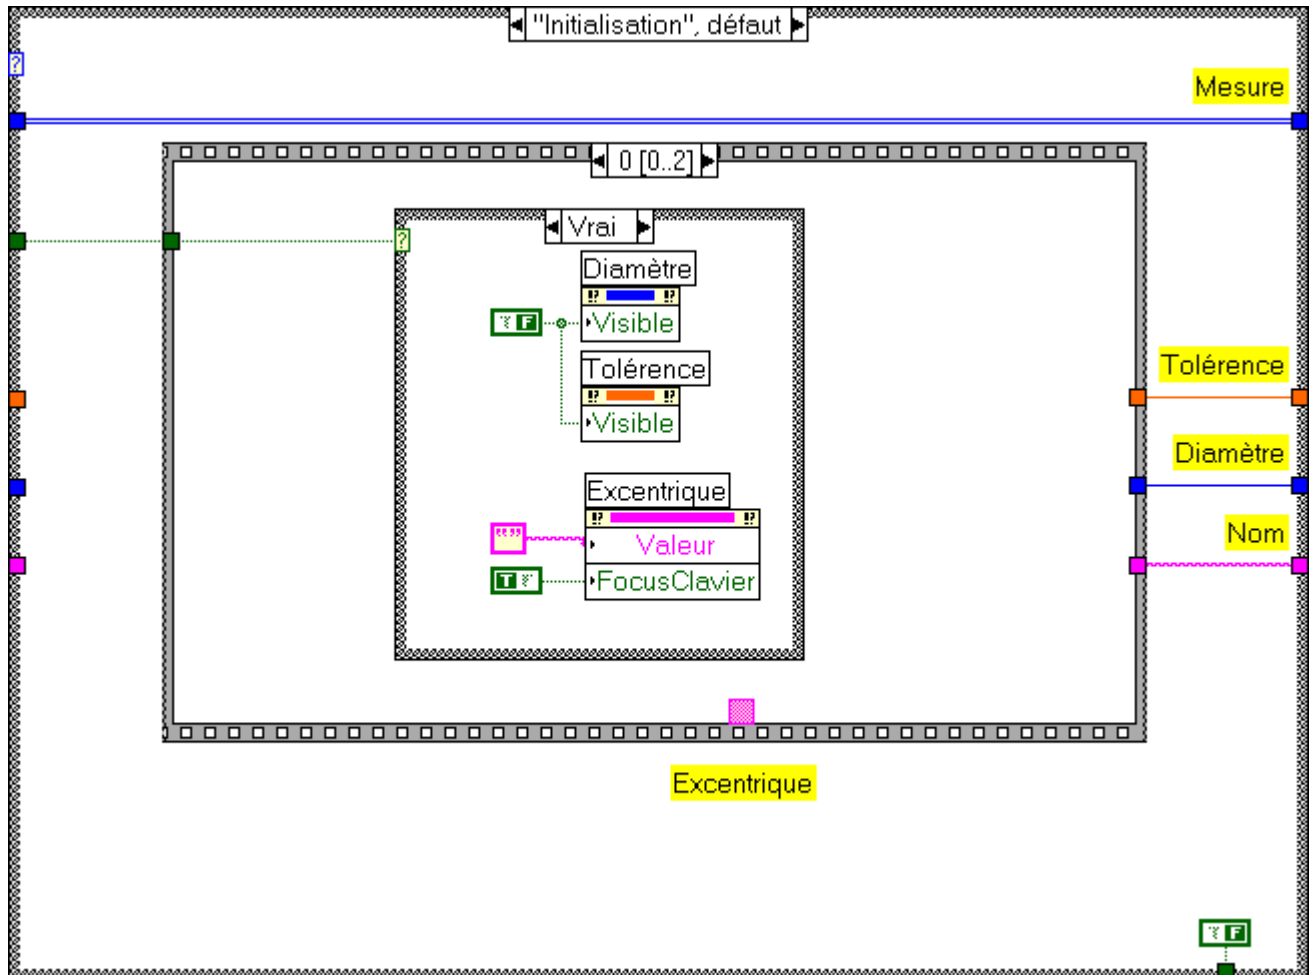 "Initialisation", défaut
?
Mesure
0 [0..2]
Vrai
?
Diamètre
!? !?
F
Visible
Tolérence
!? !?
Visible
Tolérence
Diamètre
Excentrique
!? !?
"" Valeur
Nom
T FocusClavier
Excentrique
F